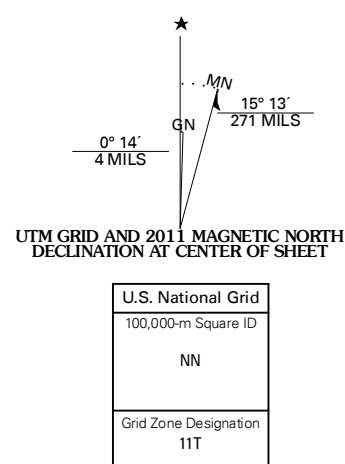 MN
GN
15° 13´
271 MILS
0° 14´
4 MILS
UTM GRID AND 2011 MAGNETIC NORTH
DECLINATION AT CENTER OF SHEET
U.S. National Grid
100,000-m Square ID
NN
Grid Zone Designation
11T